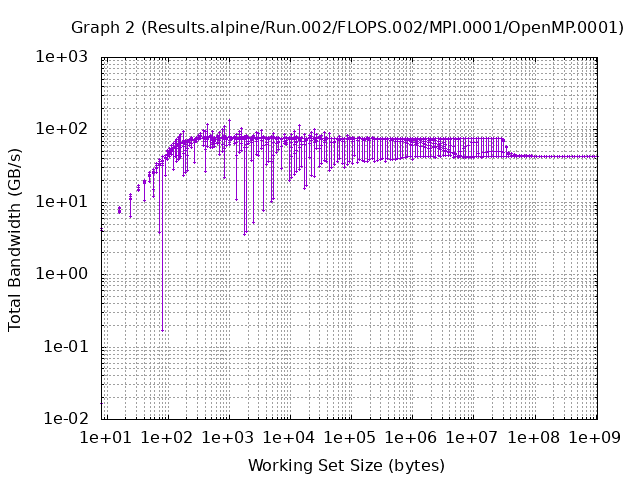 Graph 2 (Results.alpine/Run.002/FLOPS.002/MPI.0001/OpenMP.0001)
1e+03
1e+02
1e+01
1e+00
1e-01
1e-02
Total Bandwidth (GB/s)
1e+01 1e+02 1e+03 1e+04 1e+05 1e+06 1e+07 1e+08 1e+09
Working Set Size (bytes)